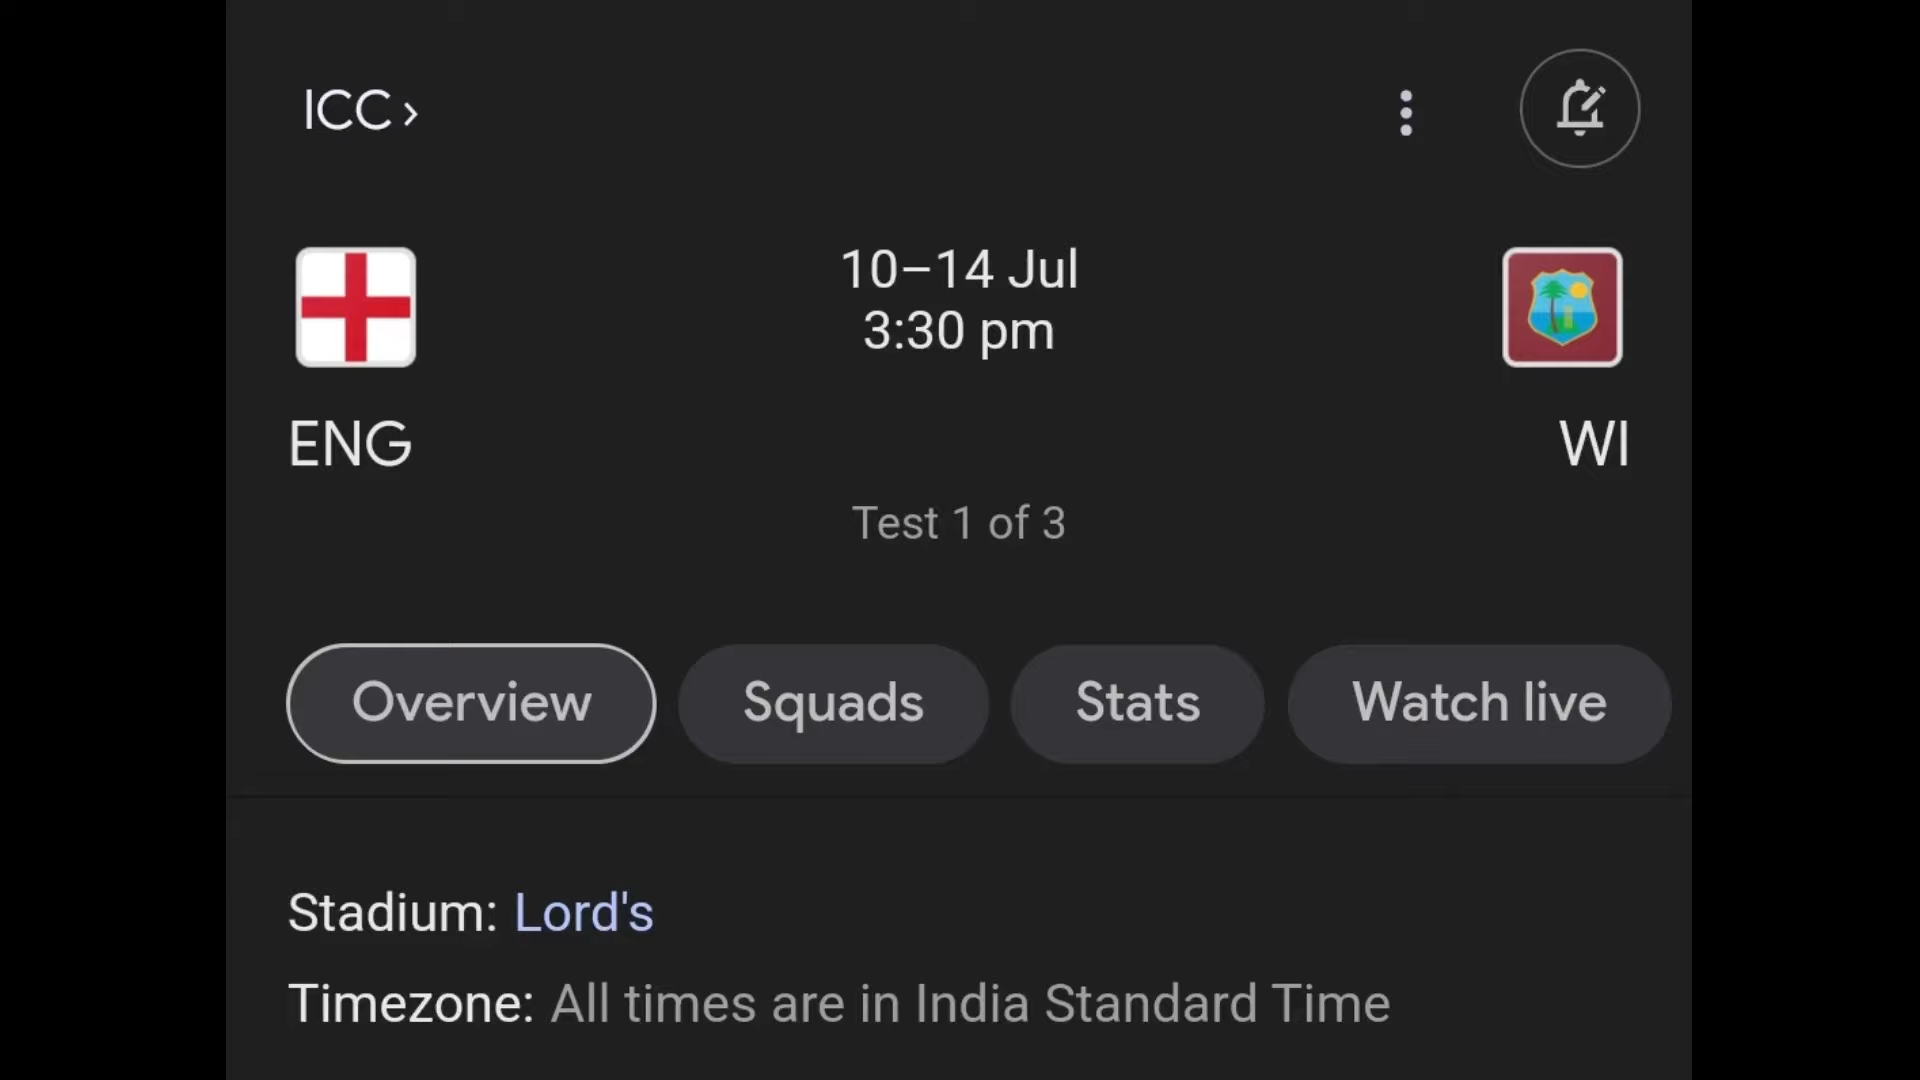 ICC ›
10–14 Jul
3:30 pm
ENG
WI
Test 1 of 3
Overview
Squads
Stats
Watch live
Stadium: Lord's
Timezone: All times are in India Standard Time